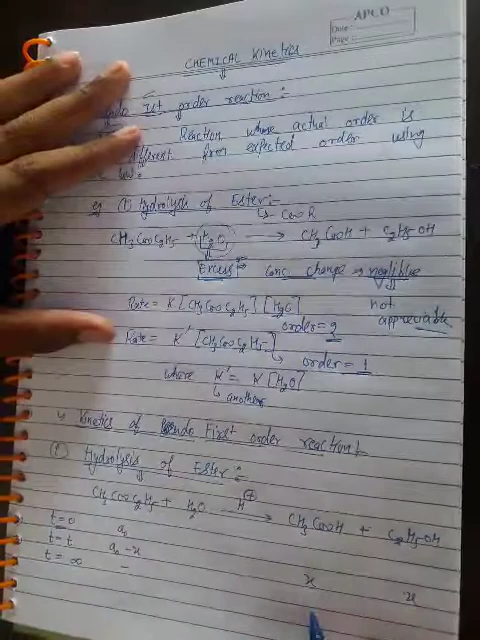 APCO
Date:
Page:
CHEMICAL Kinetics
Ist order reaction:
Reaction whose actual order is
different from expected order using
law.
eg (1) Hydrolysis of Ester:-
↳ COOR
CH3COOC2H5 + H2O ⟶ CH3COOH + C2H5OH
Excess ⇒ conc. change ⇒ negliible
not
appreviable
Rate = K [CH3COOC2H5] [H2O]
order = 2
Rate = K' [CH3COOC2H5]
order = 1
where K' = K [H2O]
↳ another
↳ Kinetics of First order reaction!-
(1) Hydrolysis of Ester:-
CH3COOC2H5 + H2O H⊕ ⟶ CH3COOH + C2H5OH
t=0 a0
t=t a0-x x x
t=∞ -